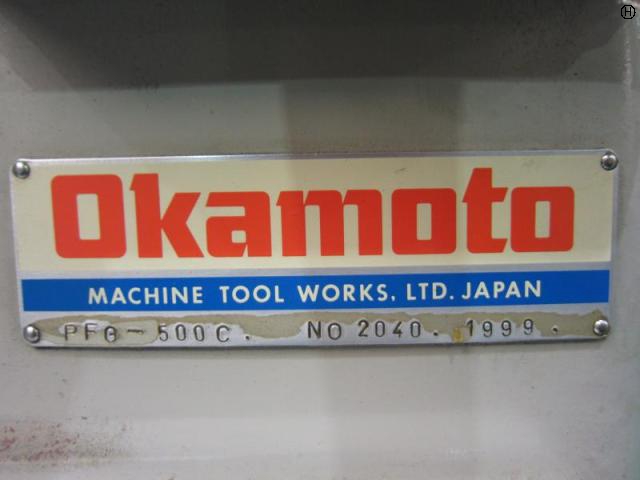 Okamoto
MACHINE TOOL WORKS, LTD. JAPAN
PFG-500C. NO 2040. 1999.
H